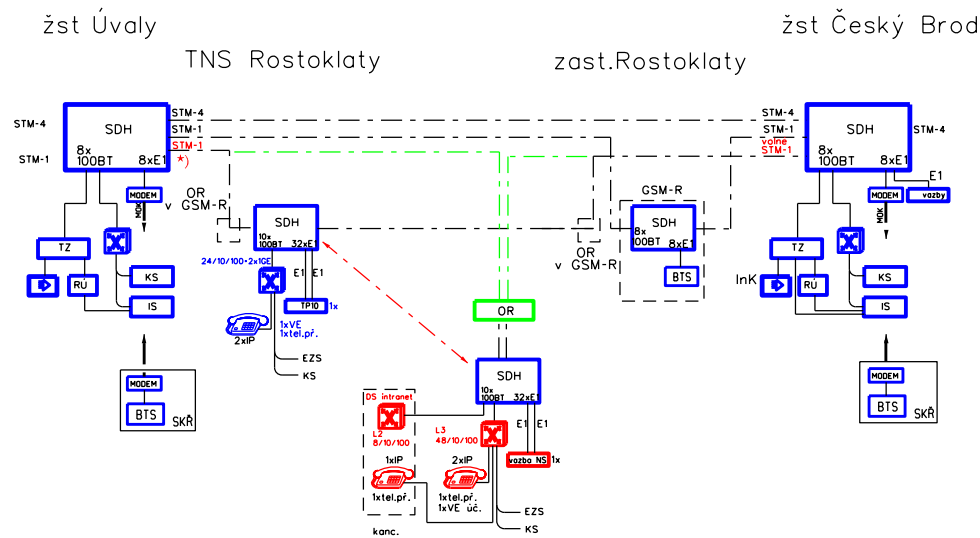 žst Úvaly
žst Český Brod
TNS Rostoklaty
zast.Rostoklaty
STM-4
STM-1
SDH
8x
100BT
8xE1
STM-4
STM-1
STM-1
*)
MODEM
MOK
TZ
RÚ
KS
IS
MODEM
BTS
SKŘ
OR
v GSM-R
SDH
10x
100BT
32xE1
24/10/100+2x1GE
E1
E1
TP10
1x
2xIP
1xVE
1xtel.př.
EZS
KS
OR
SDH
10x
100BT
32xE1
DS intranet
L2
8/10/100
L3
48/10/100
E1
E1
vazba NS
1x
1xIP
1xtel.př.
2xIP
1xtel.př.
1xVE úč.
EZS
KS
kanc.
OR
v GSM-R
GSM-R
SDH
8x
00BT
8xE1
BTS
STM-4
STM-1
volne
STM-1
SDH
8x
100BT
8xE1
STM-4
E1
MODEM
vazby
MOK
TZ
InK
RÚ
KS
IS
MODEM
BTS
SKŘ